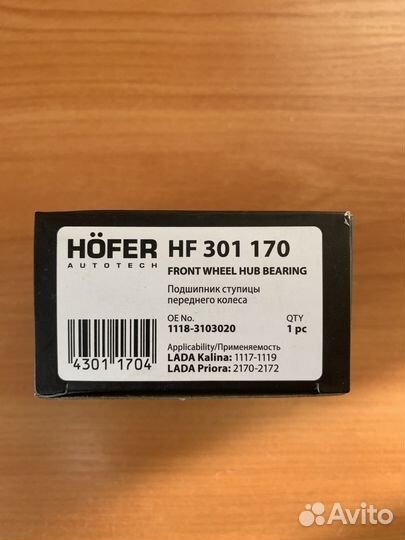 HÖFER
AUTOTECH
HF 301 170
FRONT WHEEL HUB BEARING
Подшипник ступицы
переднего колеса
OE No. QTY
1118-3103020 1 pc
Applicability/Применяемость
LADA Kalina: 1117-1119
LADA Priora: 2170-2172
4301 1704
Avito